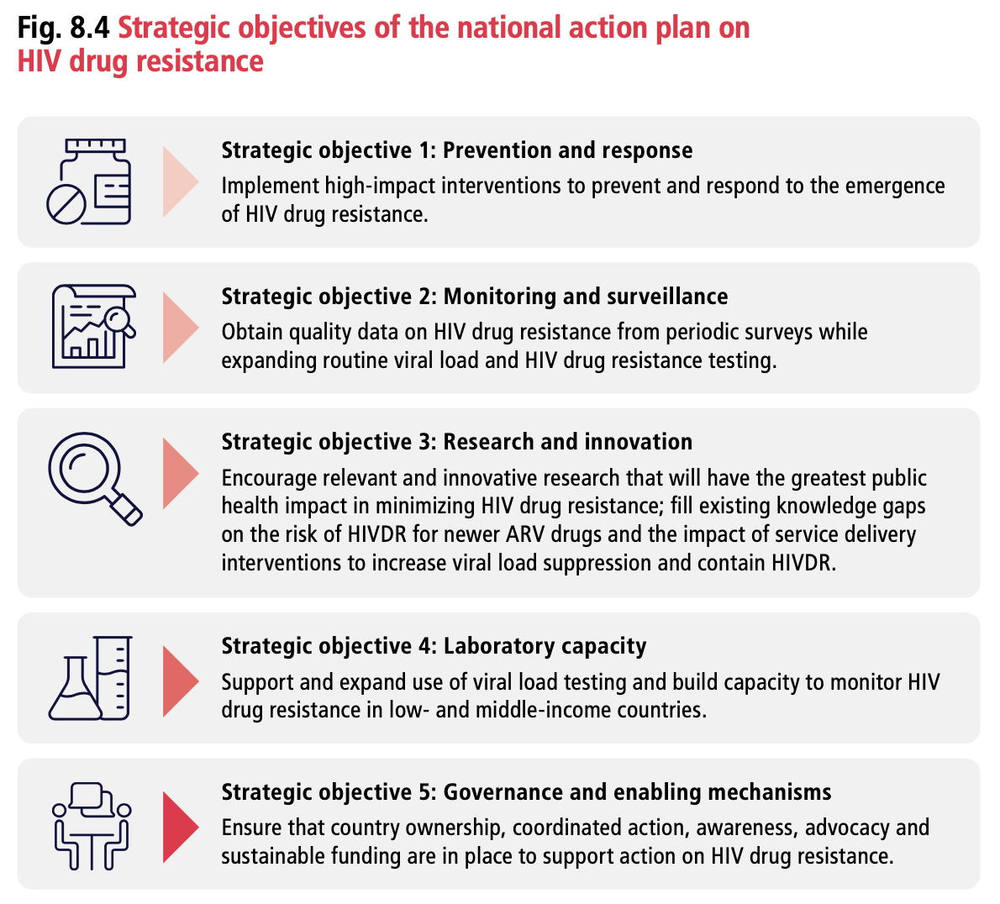 Fig. 8.4 Strategic objectives of the national action plan on
HIV drug resistance
Strategic objective 1: Prevention and response
Implement high-impact interventions to prevent and respond to the emergence
of HIV drug resistance.
Strategic objective 2: Monitoring and surveillance
Obtain quality data on HIV drug resistance from periodic surveys while
expanding routine viral load and HIV drug resistance testing.
Strategic objective 3: Research and innovation
Encourage relevant and innovative research that will have the greatest public
health impact in minimizing HIV drug resistance; fill existing knowledge gaps
on the risk of HIVDR for newer ARV drugs and the impact of service delivery
interventions to increase viral load suppression and contain HIVDR.
Strategic objective 4: Laboratory capacity
Support and expand use of viral load testing and build capacity to monitor HIV
drug resistance in low- and middle-income countries.
Strategic objective 5: Governance and enabling mechanisms
Ensure that country ownership, coordinated action, awareness, advocacy and
sustainable funding are in place to support action on HIV drug resistance.